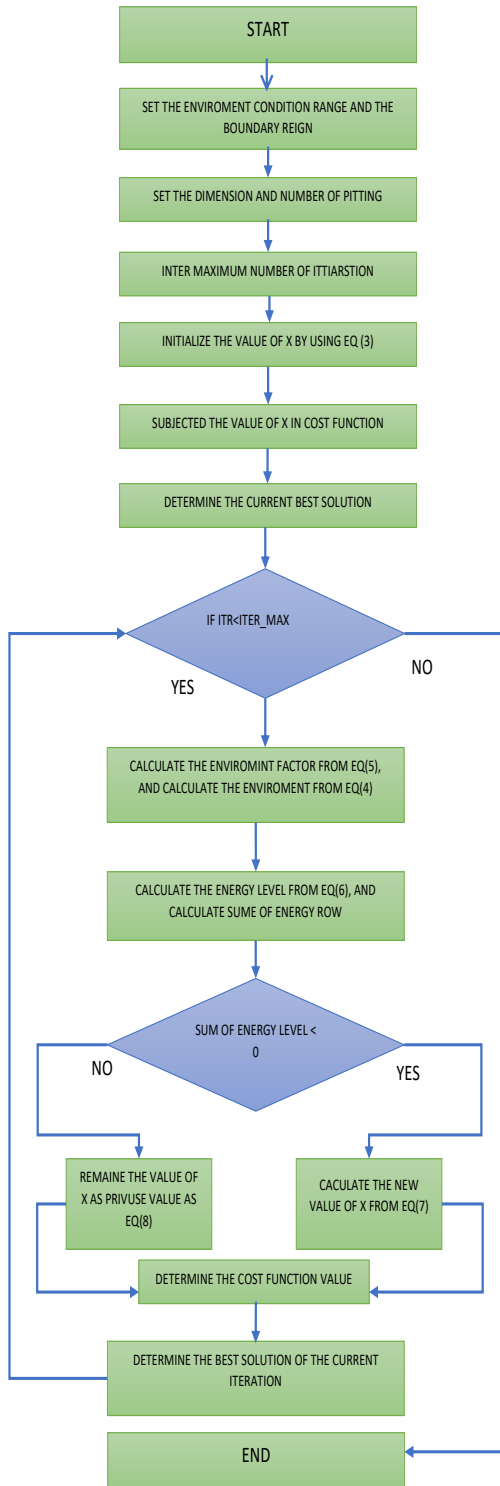 START
SET THE ENVIROMENT CONDITION RANGE AND THE
BOUNDARY REIGN
SET THE DIMENSION AND NUMBER OF PITTING
INTER MAXIMUM NUMBER OF ITTIARSTION
INITIALIZE THE VALUE OF X BY USING EQ (3)
SUBJECTED THE VALUE OF X IN COST FUNCTION
DETERMINE THE CURRENT BEST SOLUTION
IF ITR<ITER_MAX
NO
YES
CALCULATE THE ENVIROMINT FACTOR FROM EQ(5),
AND CALCULATE THE ENVIROMENT FROM EQ(4)
CALCULATE THE ENERGY LEVEL FROM EQ(6), AND
CALCULATE SUME OF ENERGY ROW
SUM OF ENERGY LEVEL <
0
NO
YES
REMAINE THE VALUE OF
X AS PRIVUSE VALUE AS
EQ(8)
CACULATE THE NEW
VALUE OF X FROM EQ(7)
DETERMINE THE COST FUNCTION VALUE
DETERMINE THE BEST SOLUTION OF THE CURRENT
ITERATION
END